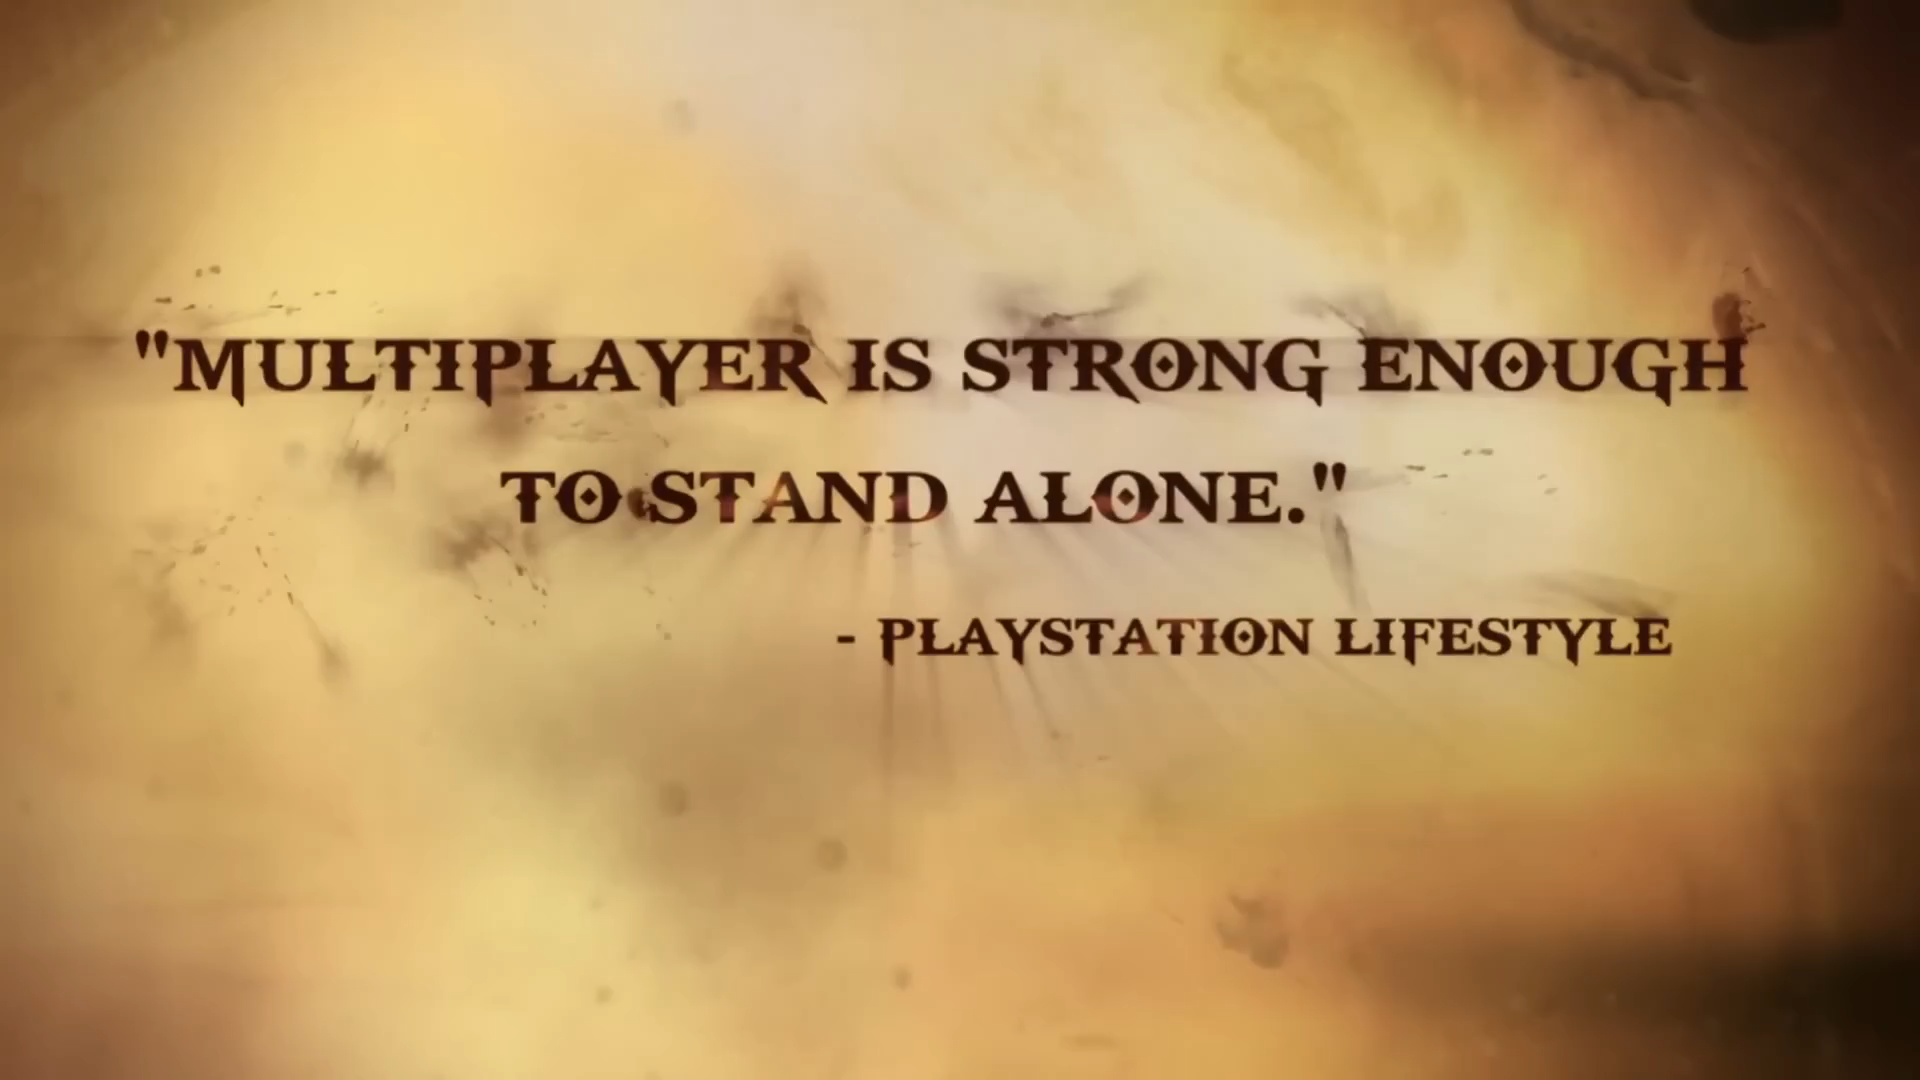 "MULTIPLAYER IS STRONG ENOUGH
TO STAND ALONE."
- PLAYSTATION LIFESTYLE